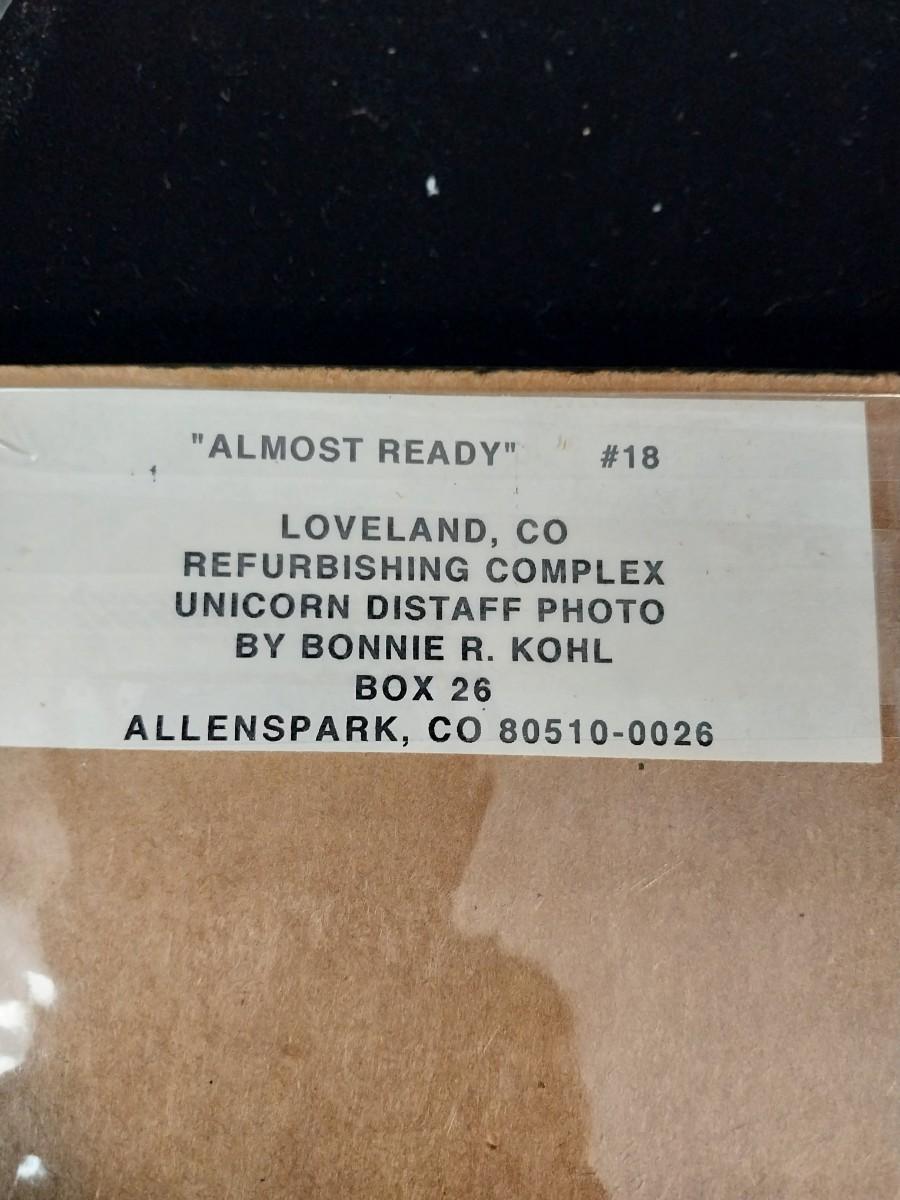 "ALMOST READY" #18
LOVELAND, CO
REFURBISHING COMPLEX
UNICORN DISTAFF PHOTO
BY BONNIE R. KOHL
BOX 26
ALLENSPARK, CO 80510-0026